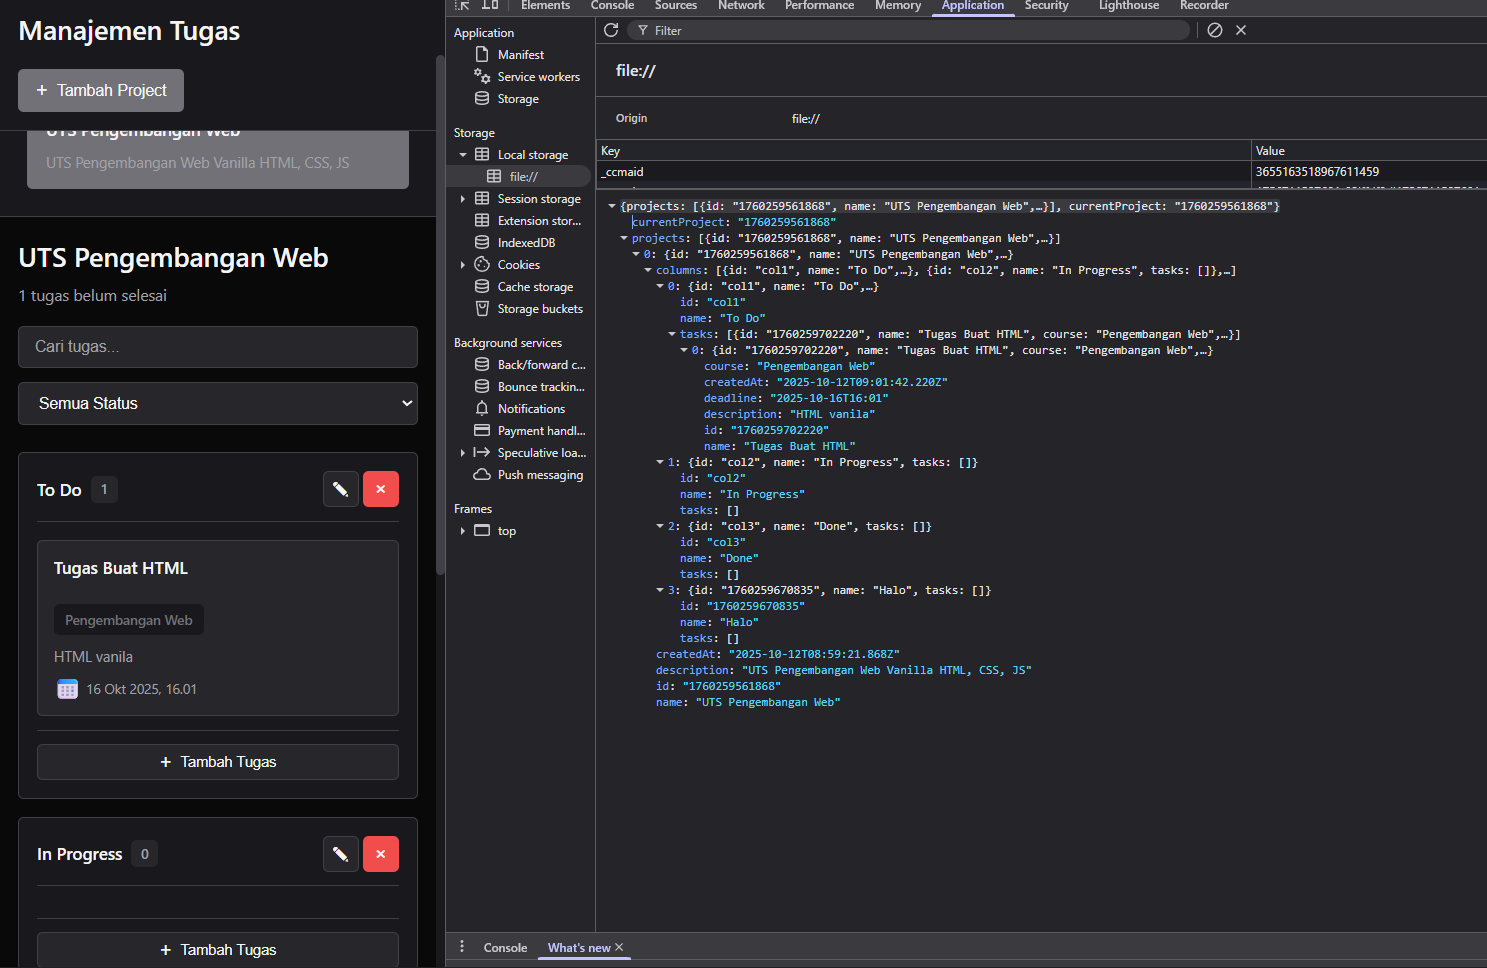 Manajemen Tugas
+ Tambah Project
UTS Pengembangan Web
UTS Pengembangan Web Vanilla HTML, CSS, JS
UTS Pengembangan Web
1 tugas belum selesai
Cari tugas...
Semua Status
To Do 1
Tugas Buat HTML
Pengembangan Web
HTML vanila
16 Okt 2025, 16.01
+ Tambah Tugas
In Progress 0
+ Tambah Tugas
Elements Console Sources Network Performance Memory Application Security Lighthouse Recorder
Application
Manifest
Service workers
Storage
Storage
Local storage
file://
Session storage
Extension stor...
IndexedDB
Cookies
Cache storage
Storage buckets
Background services
Back/forward c...
Bounce trackin...
Notifications
Payment handl...
Speculative loa...
Push messaging
Frames
top
Filter
file://
Origin file://
Key Value
_ccmaid 3655163518967611459
{projects: [{id: "1760259561868", name: "UTS Pengembangan Web",…}], currentProject: "1760259561868"}
currentProject: "1760259561868"
projects: [{id: "1760259561868", name: "UTS Pengembangan Web",…}]
0: {id: "1760259561868", name: "UTS Pengembangan Web",…}
columns: [{id: "col1", name: "To Do",…}, {id: "col2", name: "In Progress", tasks: []},…]
0: {id: "col1", name: "To Do",…}
id: "col1"
name: "To Do"
tasks: [{id: "1760259702220", name: "Tugas Buat HTML", course: "Pengembangan Web",…}]
0: {id: "1760259702220", name: "Tugas Buat HTML", course: "Pengembangan Web",…}
course: "Pengembangan Web"
createdAt: "2025-10-12T09:01:42.220Z"
deadline: "2025-10-16T16:01"
description: "HTML vanila"
id: "1760259702220"
name: "Tugas Buat HTML"
1: {id: "col2", name: "In Progress", tasks: []}
id: "col2"
name: "In Progress"
tasks: []
2: {id: "col3", name: "Done", tasks: []}
id: "col3"
name: "Done"
tasks: []
3: {id: "1760259670835", name: "Halo", tasks: []}
id: "1760259670835"
name: "Halo"
tasks: []
createdAt: "2025-10-12T08:59:21.868Z"
description: "UTS Pengembangan Web Vanilla HTML, CSS, JS"
id: "1760259561868"
name: "UTS Pengembangan Web"
Console What's new